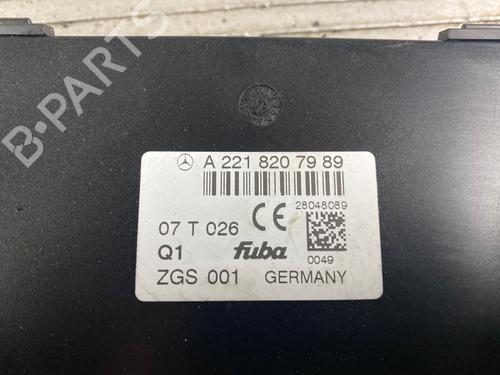 B-PARTS
A 221 820 79 89
28048089
07 T 026 CE
Q1 fuba 0049
ZGS 001 GERMANY